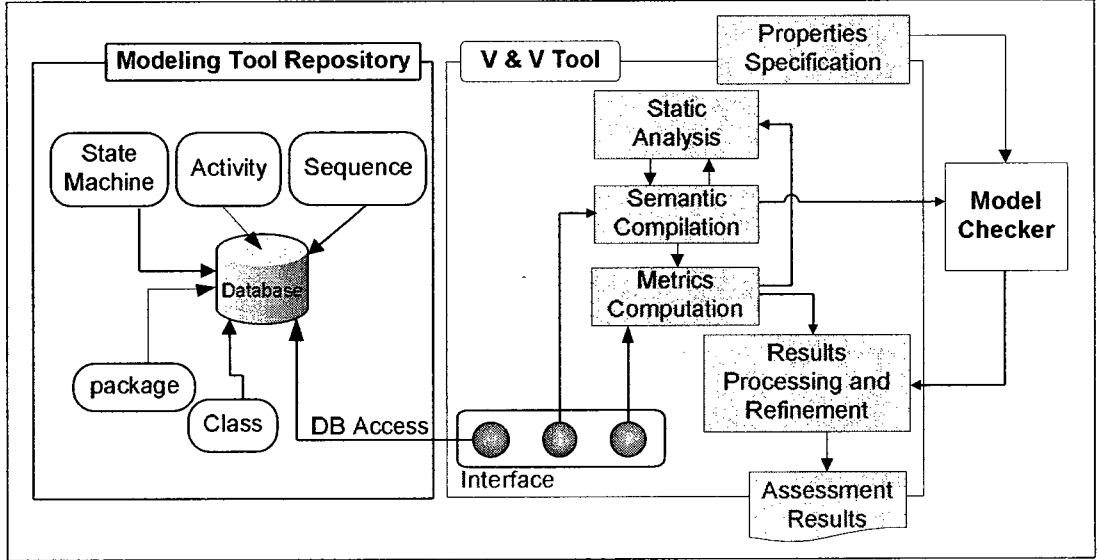 Modeling Tool Repository
State
Machine
Activity
Sequence
Database
package
Class
DB Access
V & V Tool
Properties
Specification
Static
Analysis
Semantic
Compilation
Metrics
Computation
Model
Checker
Results
Processing and
Refinement
Interface
Assessment
Results